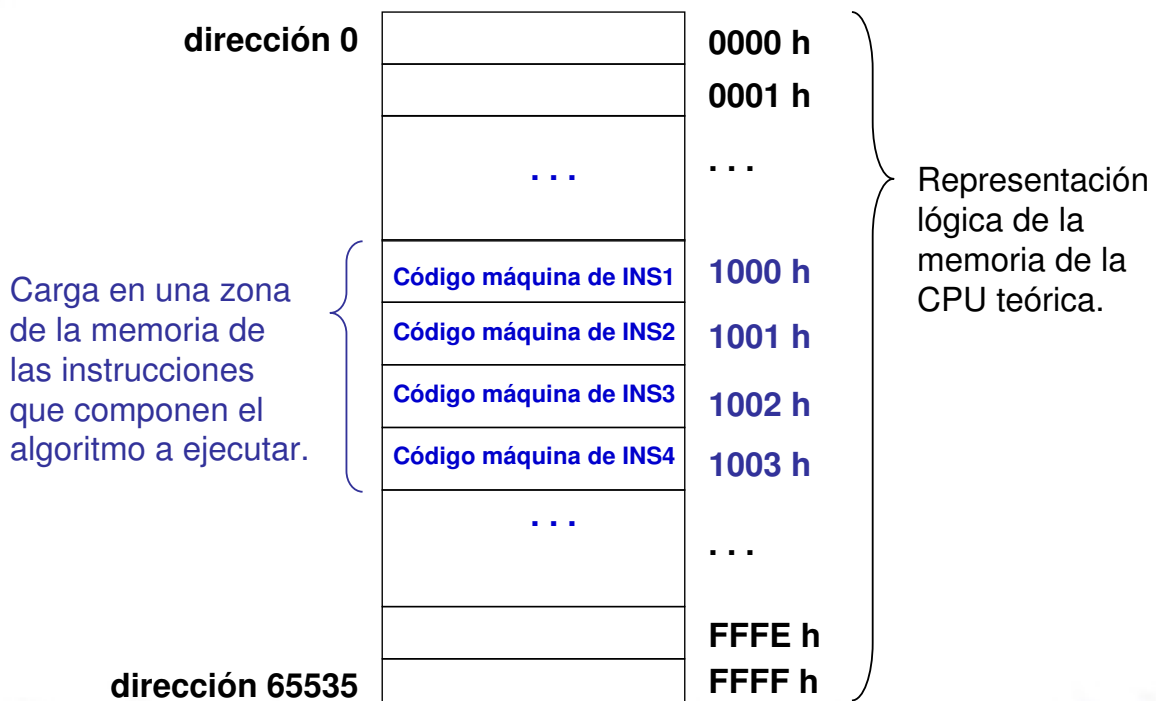 dirección 0
0000 h
0001 h
. . .
. . .
Código máquina de INS1
1000 h
Código máquina de INS2
1001 h
Código máquina de INS3
1002 h
Código máquina de INS4
1003 h
. . .
. . .
FFFE h
dirección 65535
FFFF h
Carga en una zona
de la memoria de
las instrucciones
que componen el
algoritmo a ejecutar.
Representación
lógica de la
memoria de la
CPU teórica.